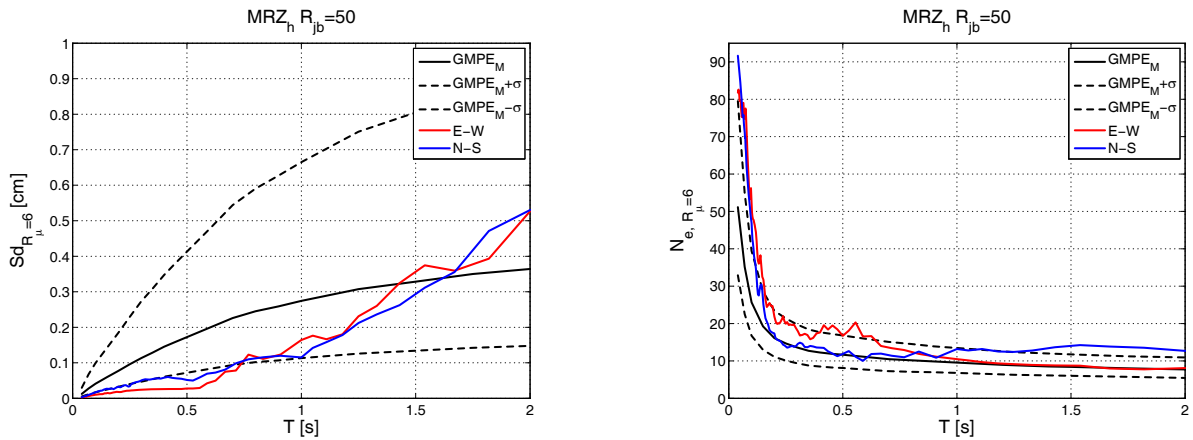 MRZ_h R_jb=50
1
0.9
0.8
0.7
0.6
0.5
0.4
0.3
0.2
0.1
0
Sd_{R_μ=6} [cm]
GMPE_M
GMPE_M+σ
GMPE_M−σ
E−W
N−S
0 0.5 1 1.5 2
T [s]
MRZ_h R_jb=50
90
80
70
60
50
40
30
20
10
0
N_{e, R_μ=6}
GMPE_M
GMPE_M+σ
GMPE_M−σ
E−W
N−S
0 0.5 1 1.5 2
T [s]